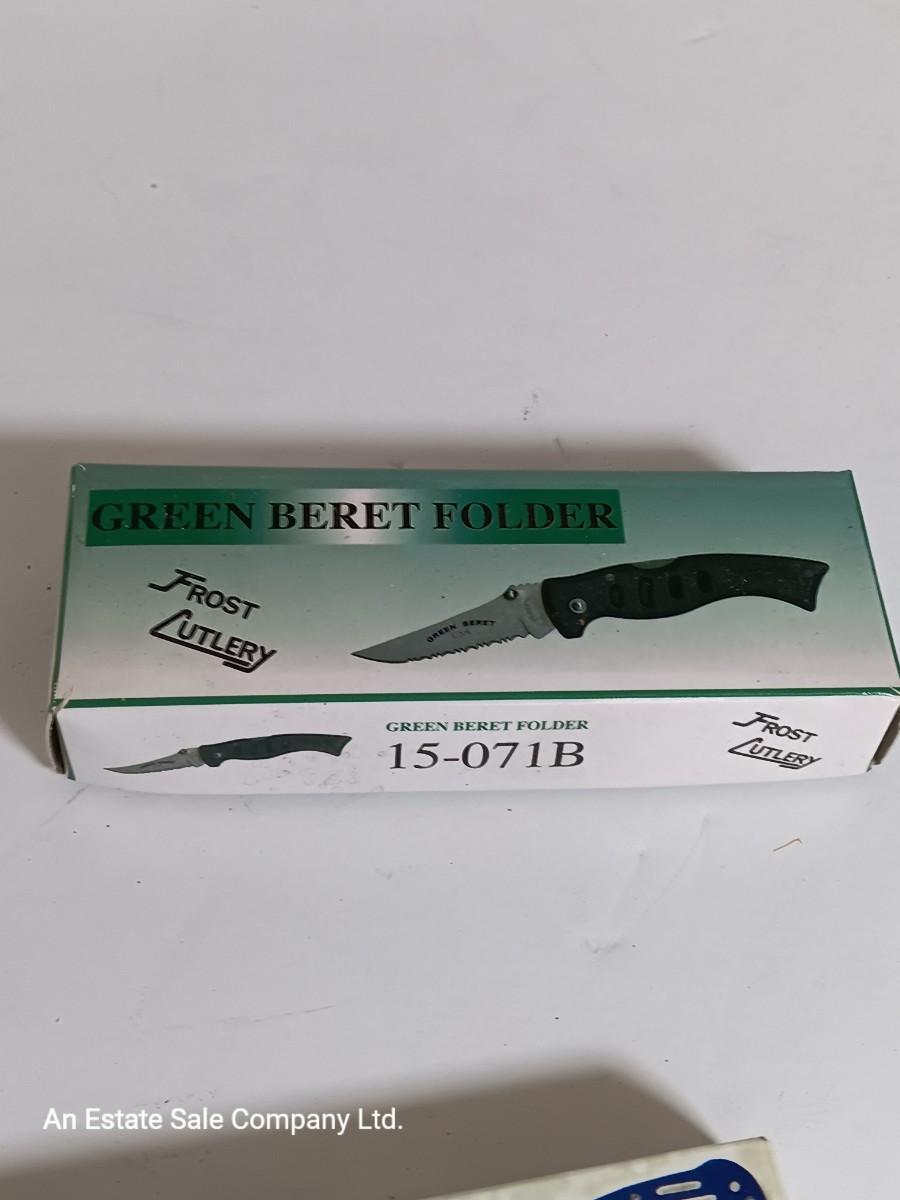 GREEN BERET FOLDER
FROST
CUTLERY
GREEN BERET
GREEN BERET FOLDER
15-071B
FROST
CUTLERY
An Estate Sale Company Ltd.